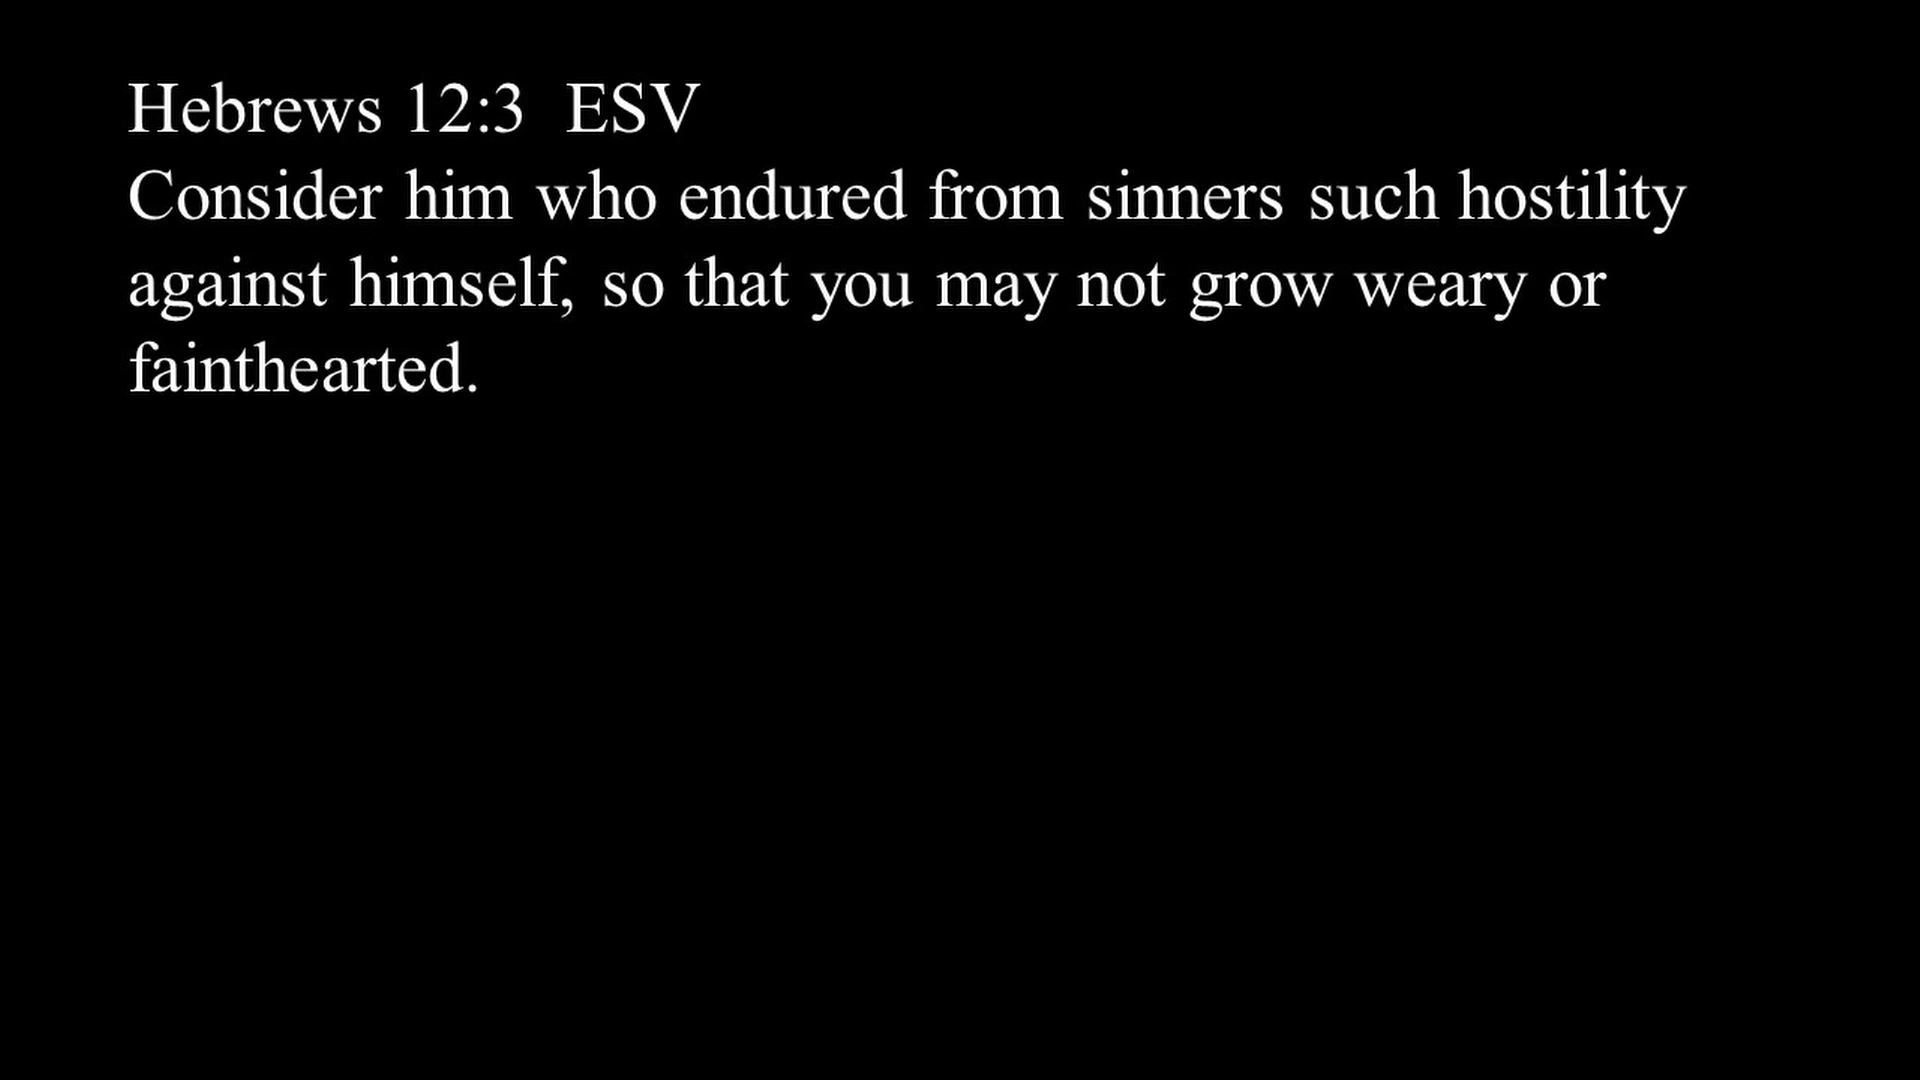 Hebrews 12:3  ESV
Consider him who endured from sinners such hostility
against himself, so that you may not grow weary or
fainthearted.